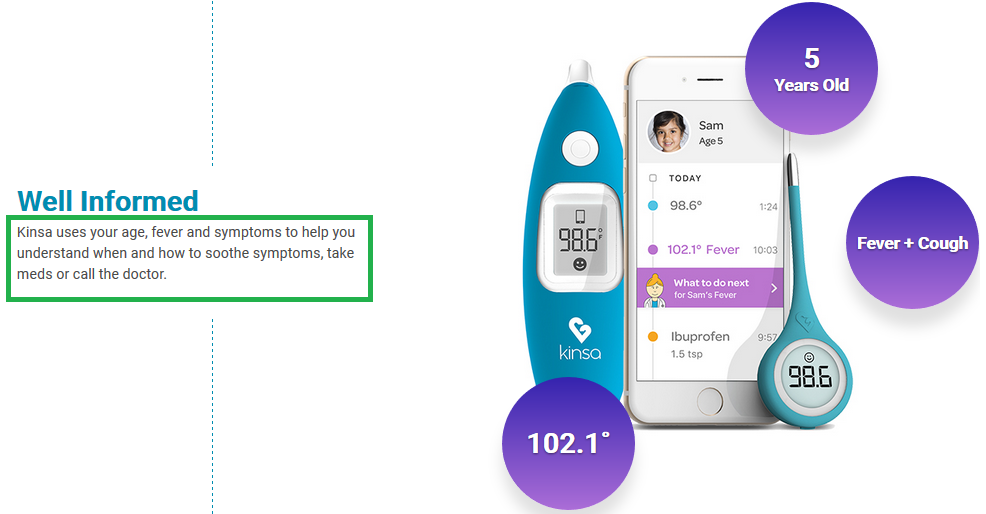 Well Informed
Kinsa uses your age, fever and symptoms to help you
understand when and how to soothe symptoms, take
meds or call the doctor.
5
Years Old
Sam
Age 5
TODAY
98.6° 1:24
102.1° Fever 10:03
What to do next
for Sam's Fever
Ibuprofen 9:57
1.5 tsp
98.6°F
kinsa
Fever + Cough
98.6
102.1°